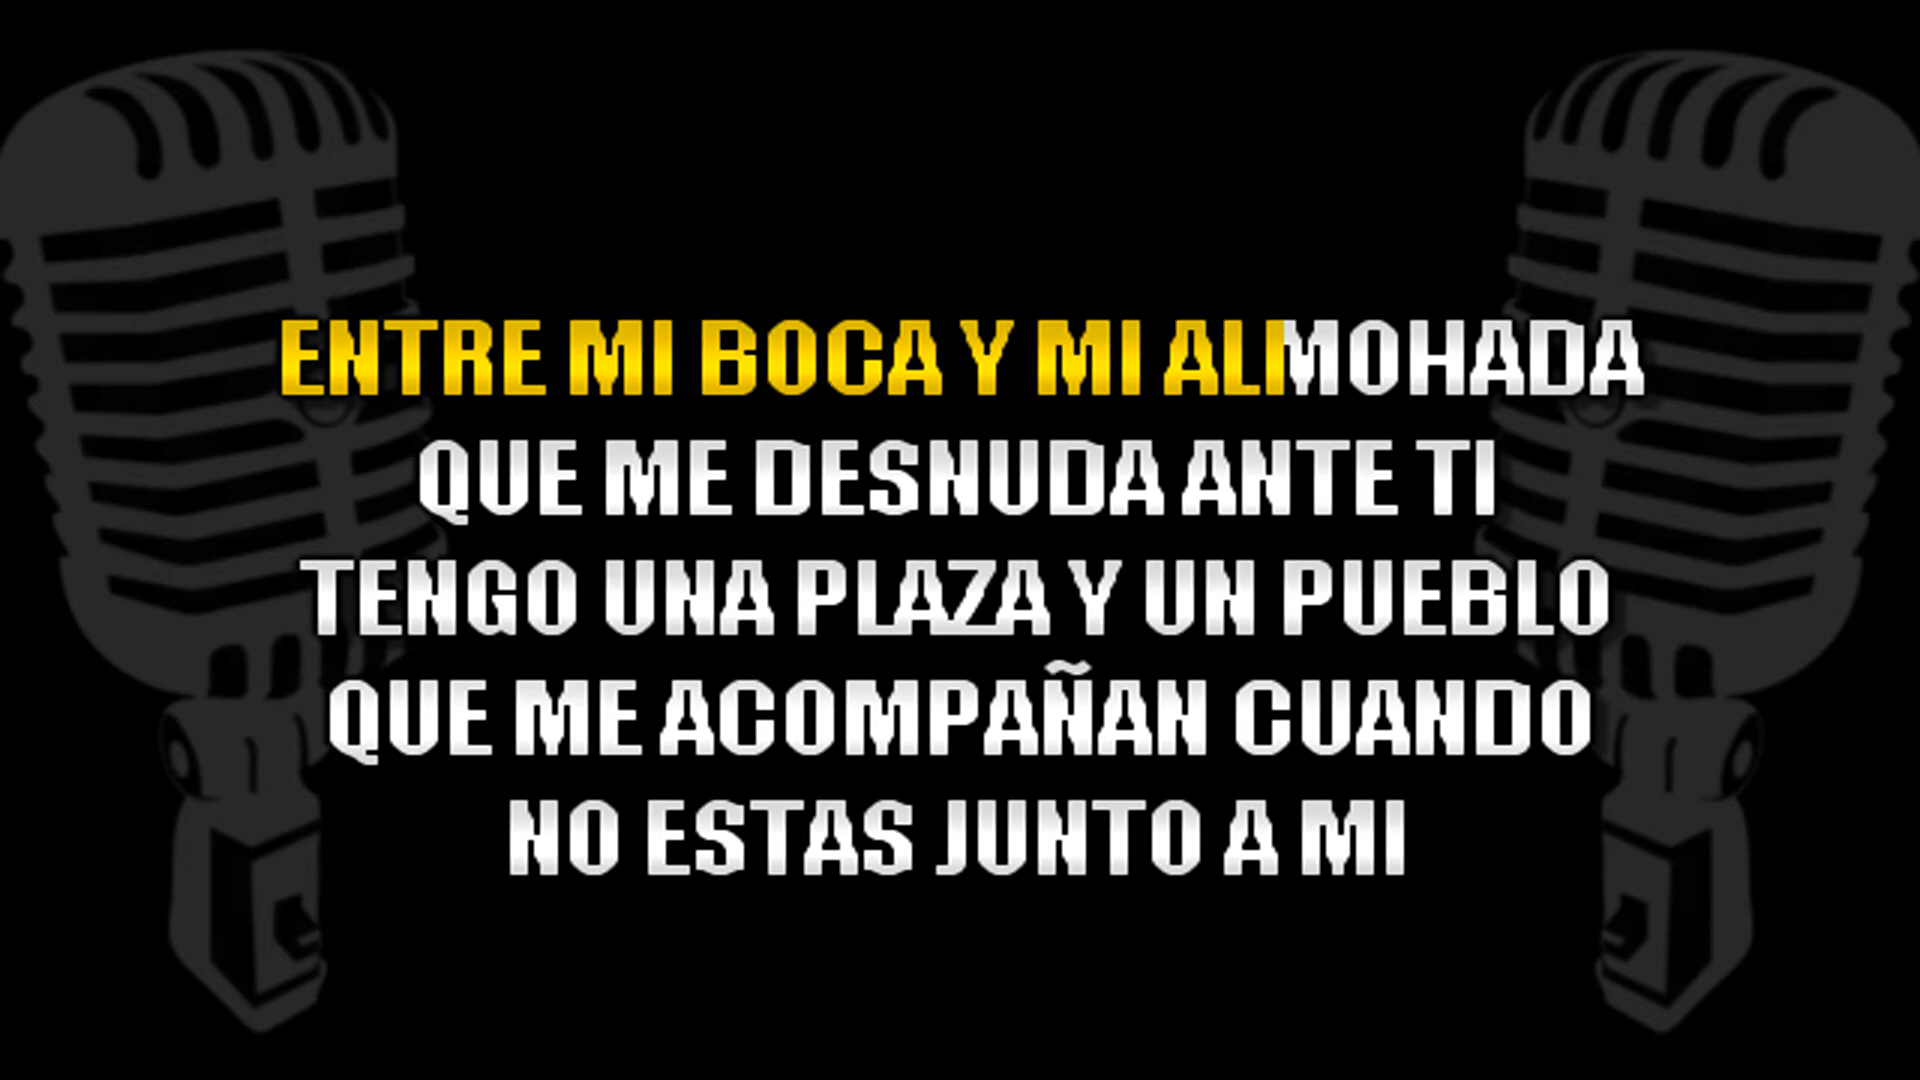 ENTRE MI BOCA Y MI ALMOHADA
QUE ME DESNUDA ANTE TI
TENGO UNA PLAZA Y UN PUEBLO
QUE ME ACOMPAÑAN CUANDO
NO ESTAS JUNTO A MI